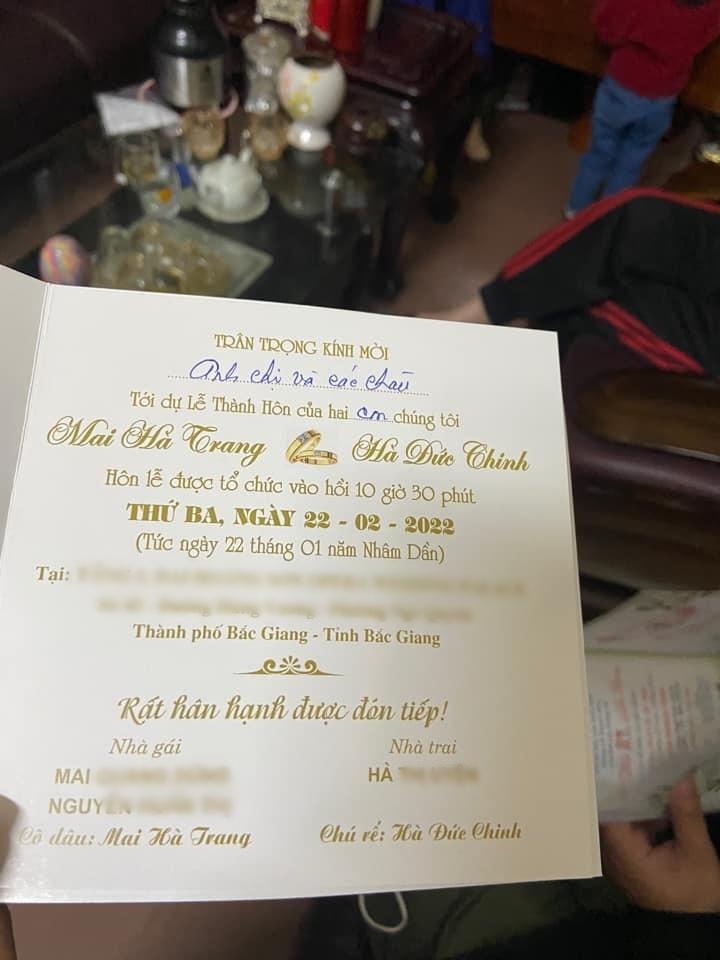 TRÂN TRỌNG KÍNH MỜI
Anh chị và các cháu
Tới dự Lễ Thành Hôn của hai con chúng tôi
Mai Hà Trang Hà Đức Chinh
Hôn lễ được tổ chức vào hồi 10 giờ 30 phút
THỨ BA, NGÀY 22 - 02 - 2022
(Tức ngày 22 tháng 01 năm Nhâm Dần)
Tại:
Thành phố Bắc Giang - Tỉnh Bắc Giang
Rất hân hạnh được đón tiếp!
Nhà gái Nhà trai
MAI HÀ
NGUYỄN
Cô dâu: Mai Hà Trang Chú rể: Hà Đức Chinh